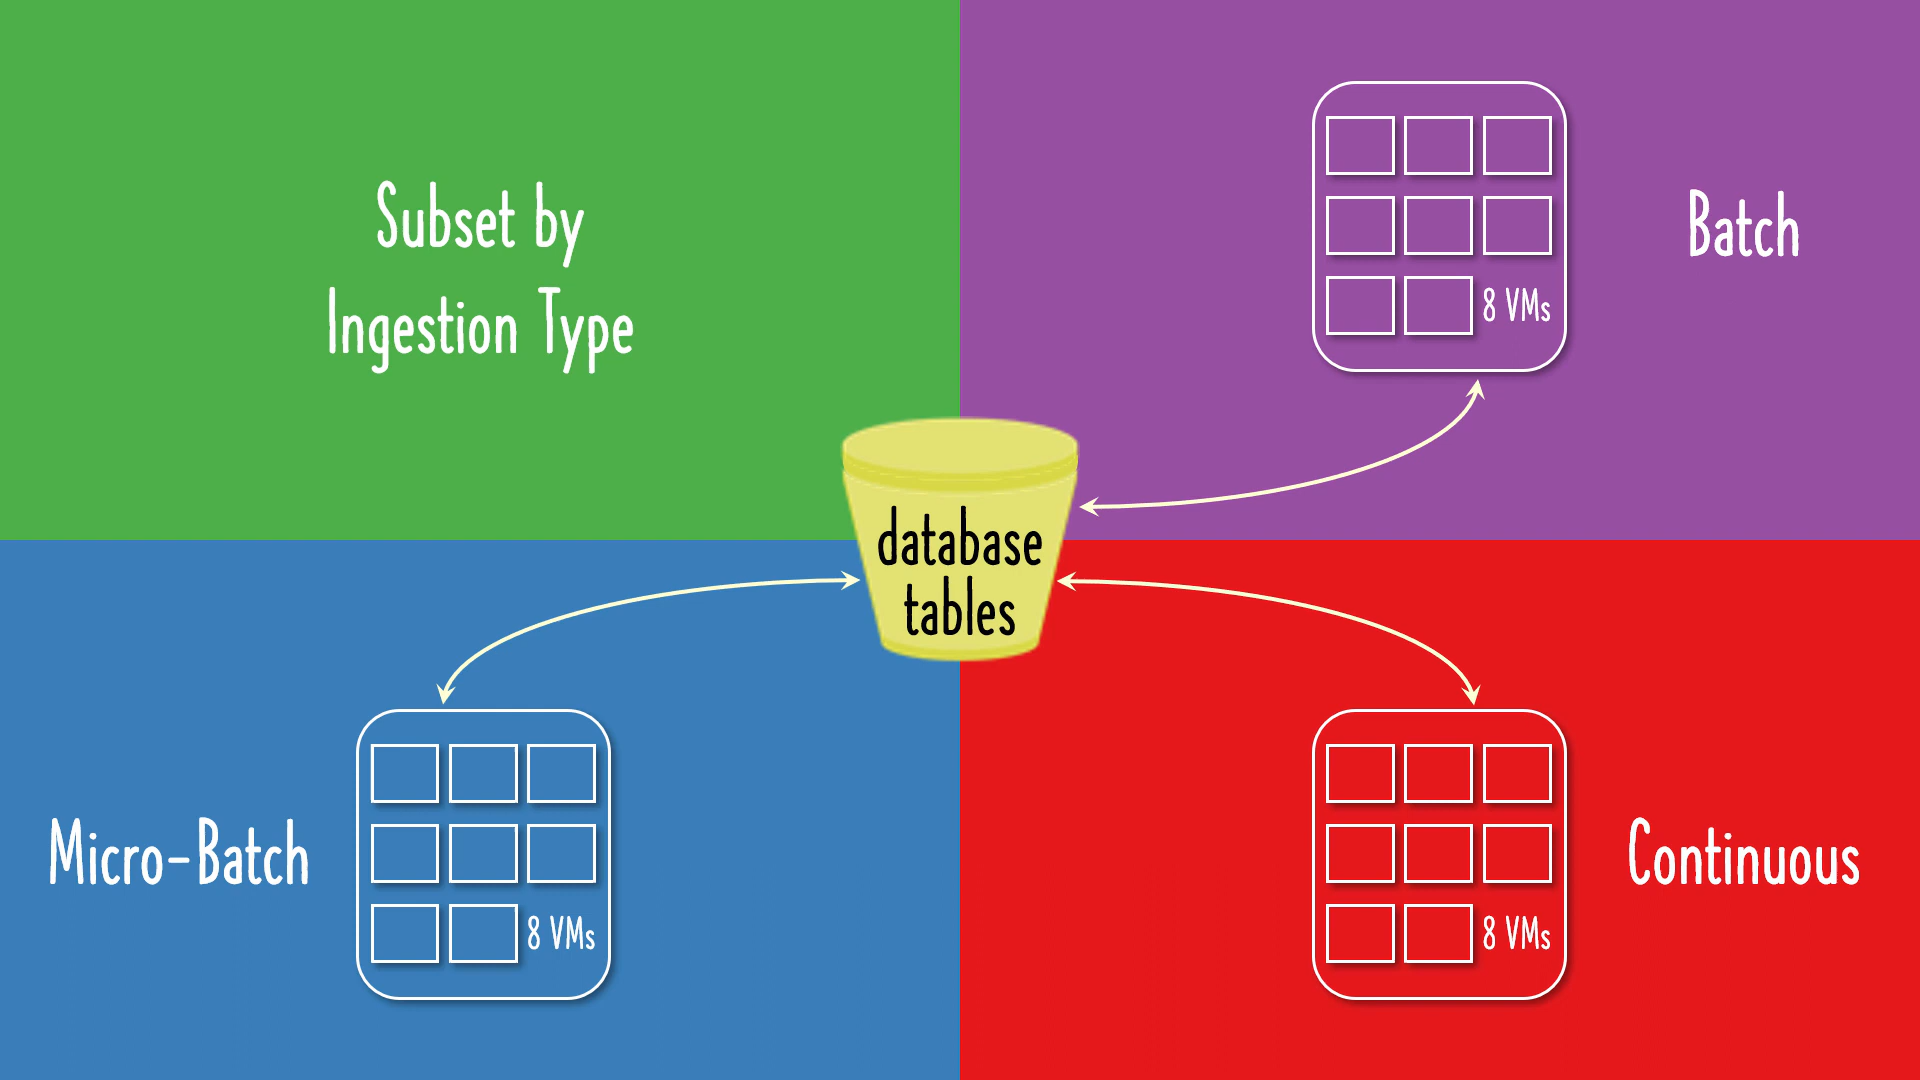 Subset by
Ingestion Type
Batch
8 VMs
database
tables
Micro-Batch
8 VMs
Continuous
8 VMs